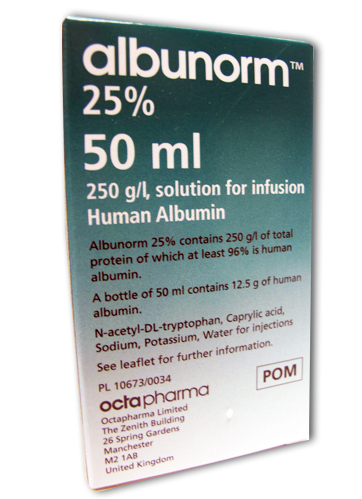 albunorm™
25%
50 ml
250 g/l, solution for infusion
Human Albumin
Albunorm 25% contains 250 g/l of total
protein of which at least 96% is human
albumin.
A bottle of 50 ml contains 12.5 g of human
albumin.
N-acetyl-DL-tryptophan, Caprylic acid,
Sodium, Potassium, Water for injections
See leaflet for further information.
PL 10673/0034
POM
octapharma
Octapharma Limited
The Zenith Building
26 Spring Gardens
Manchester
M2 1AB
United Kingdom